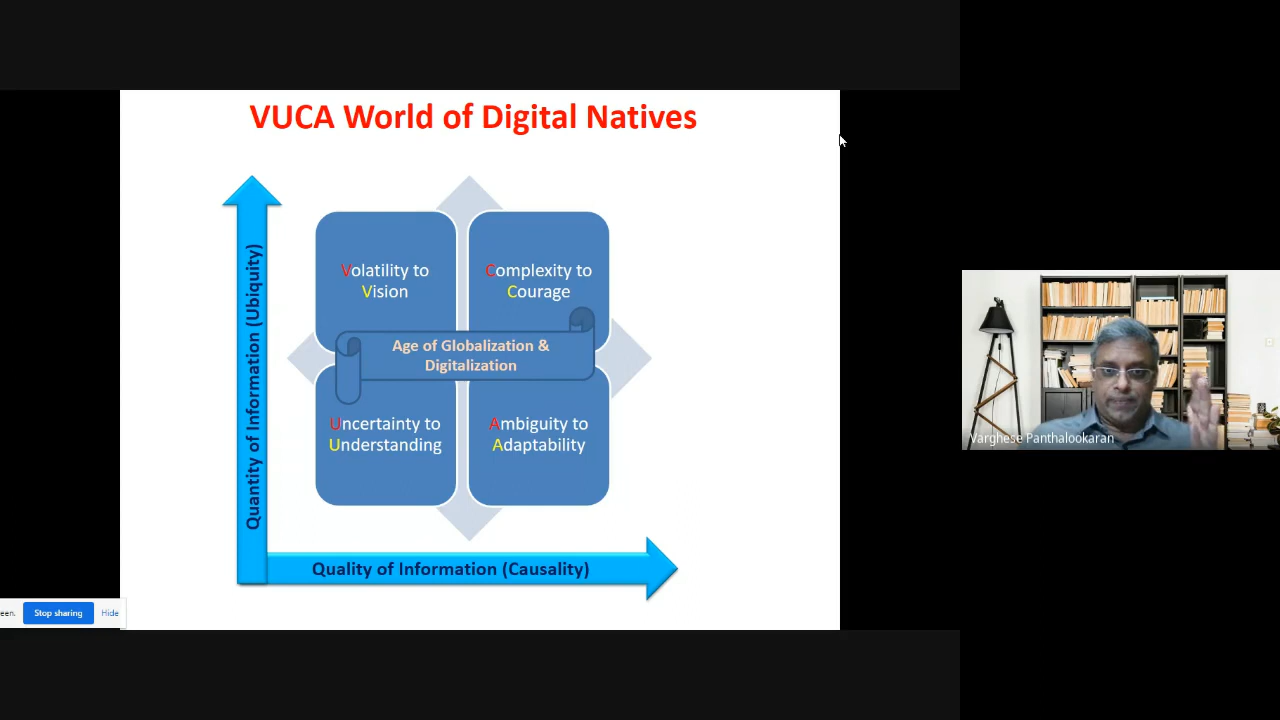 VUCA World of Digital Natives
Quantity of Information (Ubiquity)
Volatility to
Vision
Complexity to
Courage
Age of Globalization &
Digitalization
Uncertainty to
Understanding
Ambiguity to
Adaptability
Quality of Information (Causality)
een.
Stop sharing
Hide
Varghese Panthalookaran